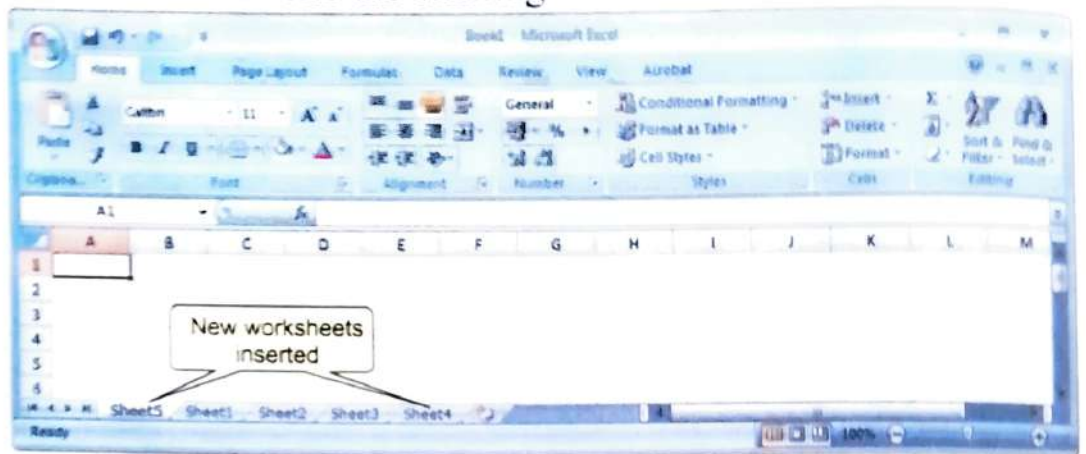 Book1 Microsoft Excel
Home Insert Page Layout Formulas Data Review View Acrobat
Calibri 11 A A General Conditional Formatting Insert Σ
Paste B I U A % Format as Table Delete Sort & Find &
Cell Styles Format Filter Select
Font Alignment Number Styles Cells Editing
A1 fx
A B C D E F G H I J K L M
1
2
3
4
5
6
New worksheets
inserted
Sheet5 Sheet1 Sheet2 Sheet3 Sheet4
Ready 100%